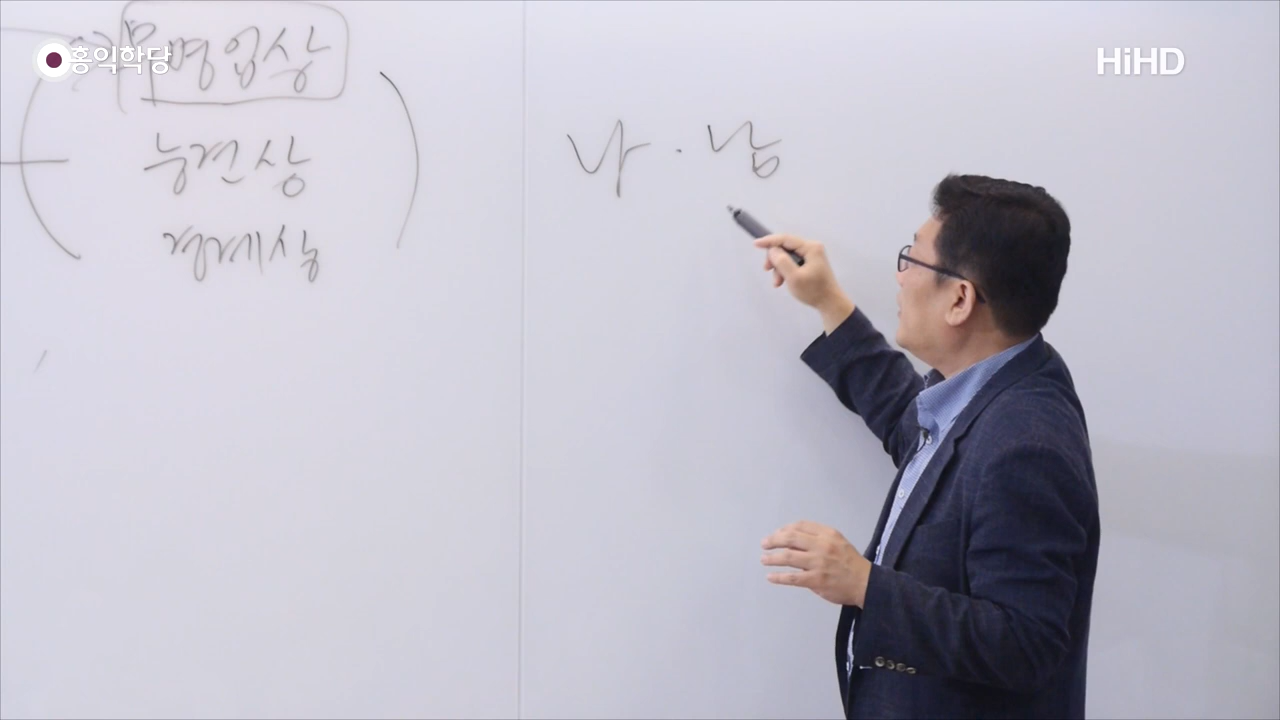 무명업상
홍익학당
HiHD
능견상
경계상
나 · 남